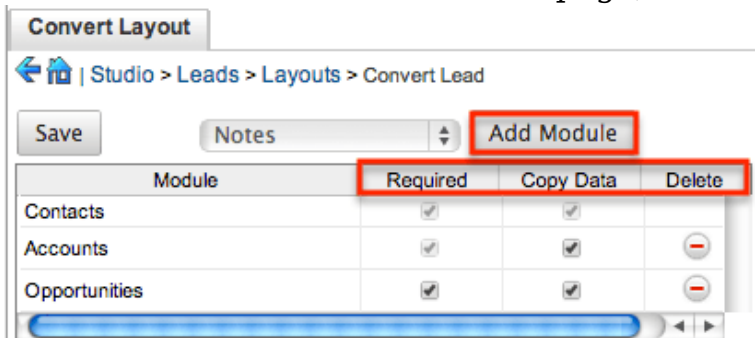 Convert Layout
| Studio > Leads > Layouts > Convert Lead
Save Notes Add Module
Module Required Copy Data Delete
Contacts
Accounts
Opportunities